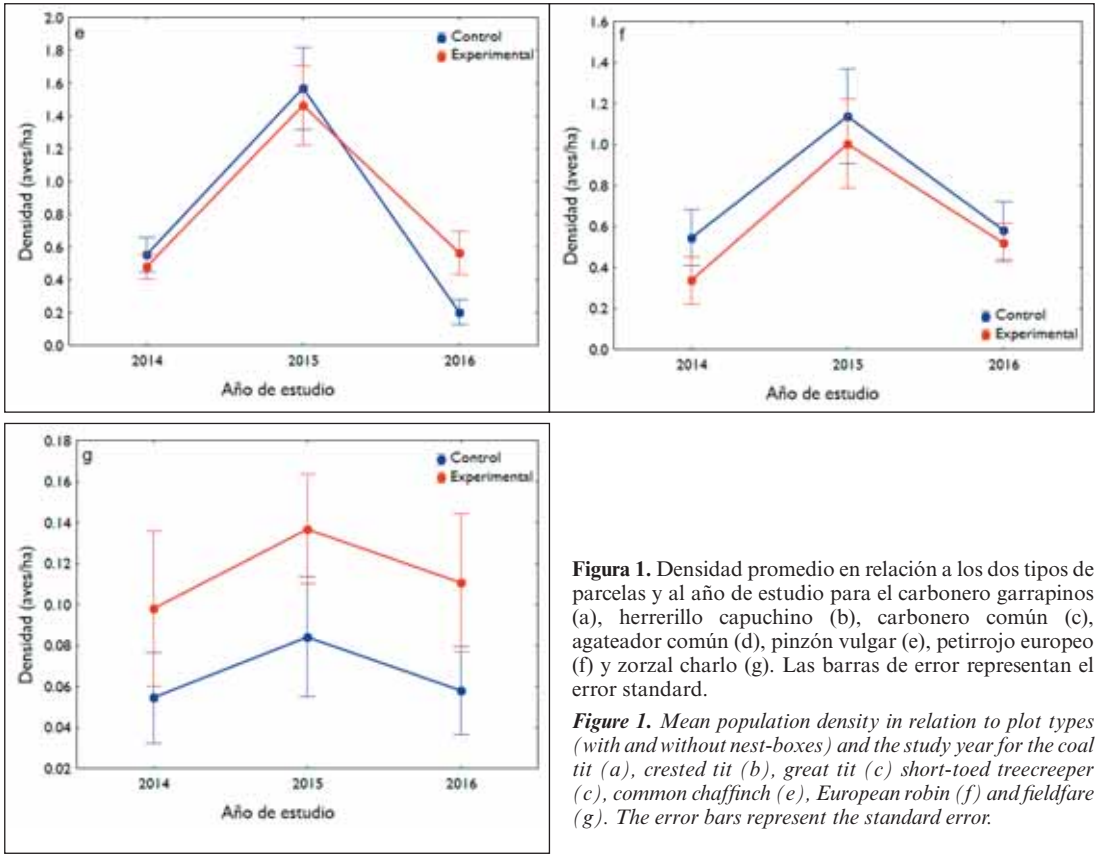 e
Control
Experimental
Densidad (aves/ha)
2.0
1.8
1.6
1.4
1.2
1.0
0.8
0.6
0.4
0.2
0.0
2014
2015
2016
Año de estudio
f
Control
Experimental
Densidad (aves/ha)
1.6
1.4
1.2
1.0
0.8
0.6
0.4
0.2
0.0
2014
2015
2016
Año de estudio
g
Control
Experimental
Densidad (aves/ha)
0.18
0.16
0.14
0.12
0.10
0.08
0.06
0.04
0.02
2014
2015
2016
Año de estudio
Figura 1. Densidad promedio en relación a los dos tipos de
parcelas y al año de estudio para el carbonero garrapinos
(a), herrerillo capuchino (b), carbonero común (c),
agateador común (d), pinzón vulgar (e), petirrojo europeo
(f) y zorzal charlo (g). Las barras de error representan el
error standard.
Figure 1. Mean population density in relation to plot types
(with and without nest-boxes) and the study year for the coal
tit (a), crested tit (b), great tit (c) short-toed treecreeper
(c), common chaffinch (e), European robin (f) and fieldfare
(g). The error bars represent the standard error.